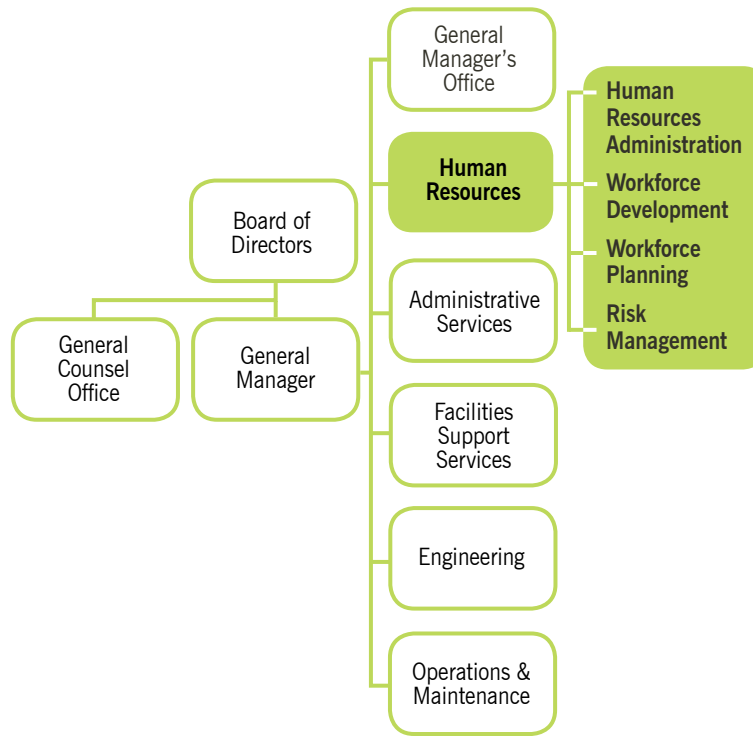 General
Manager's
Office
Human
Resources
Human
Resources
Administration
Workforce
Development
Workforce
Planning
Risk
Management
Board of
Directors
General
Counsel
Office
General
Manager
Administrative
Services
Facilities
Support
Services
Engineering
Operations &
Maintenance